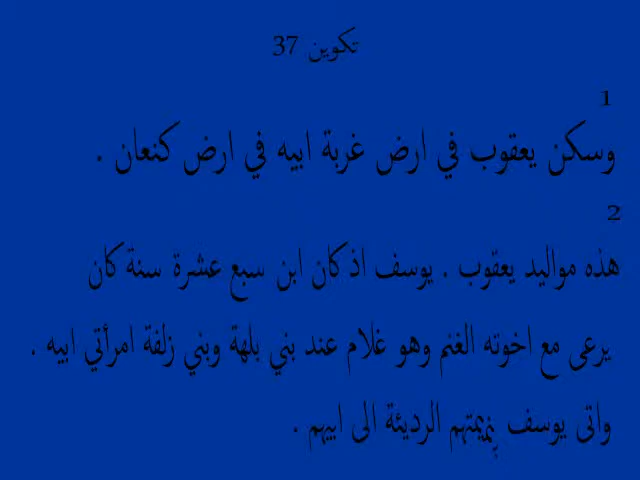 تكوين 37
1
وسكن يعقوب في ارض غربة ابيه في ارض كنعان .
2
هذه مواليد يعقوب . يوسف اذ كان ابن سبع عشرة سنة كان
يرعى مع اخوته الغنم وهو غلام عند بني بلهة وبني زلفة امرأتي ابيه .
واتى يوسف بنميمتهم الرديئة الى ابيهم .